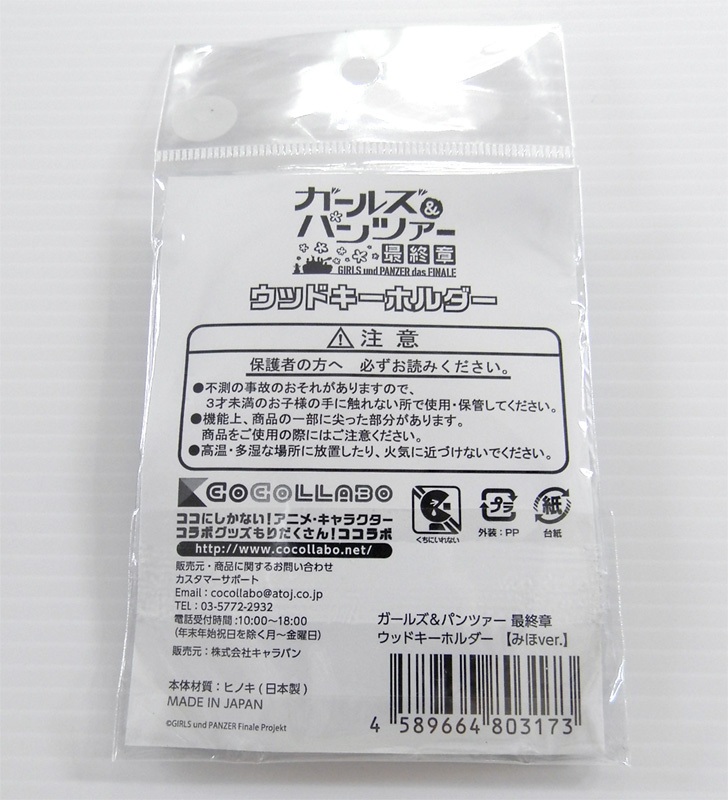 ガールズ&
パンツァー
最終章
GIRLS und PANZER das FINALE
ウッドキーホルダー
注意
保護者の方へ 必ずお読みください。
●不測の事故のおそれがありますので、
3才未満のお子様の手に触れない所で使用・保管してください。
●機能上、商品の一部に尖った部分があります。
商品をご使用の際にはご注意ください。
●高温・多湿な場所に放置したり、火気に近づけないでください。
COCOLLABO
ココにしかない!アニメ・キャラクター
コラボグッズもりだくさん!ココラボ
http://www.cocollabo.net/
くちにいれない
プラ
外装:PP
紙
台紙
販売元・商品に関するお問い合わせ
カスタマーサポート
Email : cocollabo@atoj.co.jp
TEL : 03-5772-2932
電話受付時間:10:00〜18:00
(年末年始祝日を除く月〜金曜日)
販売元:株式会社キャラバン
ガールズ&パンツァー 最終章
ウッドキーホルダー 【みほver.】
本体材質:ヒノキ(日本製)
MADE IN JAPAN
©GIRLS und PANZER Finale Projekt
4 589664 803173